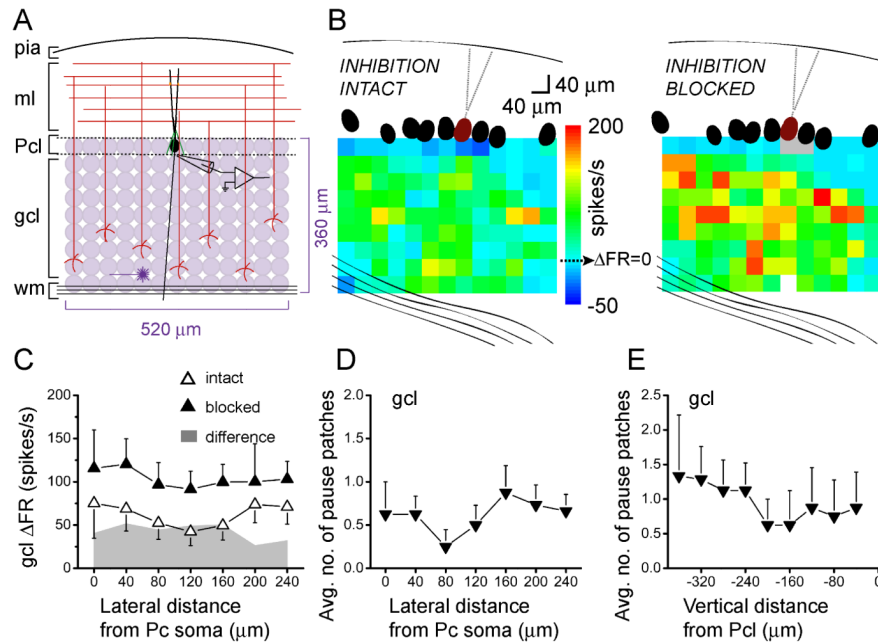 A
pia
ml
Pcl
gcl
wm
360 µm
520 µm
B
INHIBITION
INTACT
40 µm
40 µm
200
spikes/s
ΔFR=0
-50
INHIBITION
BLOCKED
C
intact
blocked
difference
gcl ΔFR (spikes/s)
200
150
100
50
0
0 40 80 120 160 200 240
Lateral distance
from Pc soma (µm)
D
gcl
Avg. no. of pause patches
2.0
1.5
1.0
0.5
0.0
0 40 80 120 160 200 240
Lateral distance
from Pc soma (µm)
E
gcl
Avg. no. of pause patches
2.5
2.0
1.5
1.0
0.5
0.0
-320 -240 -160 -80 0
Vertical distance
from Pcl (µm)